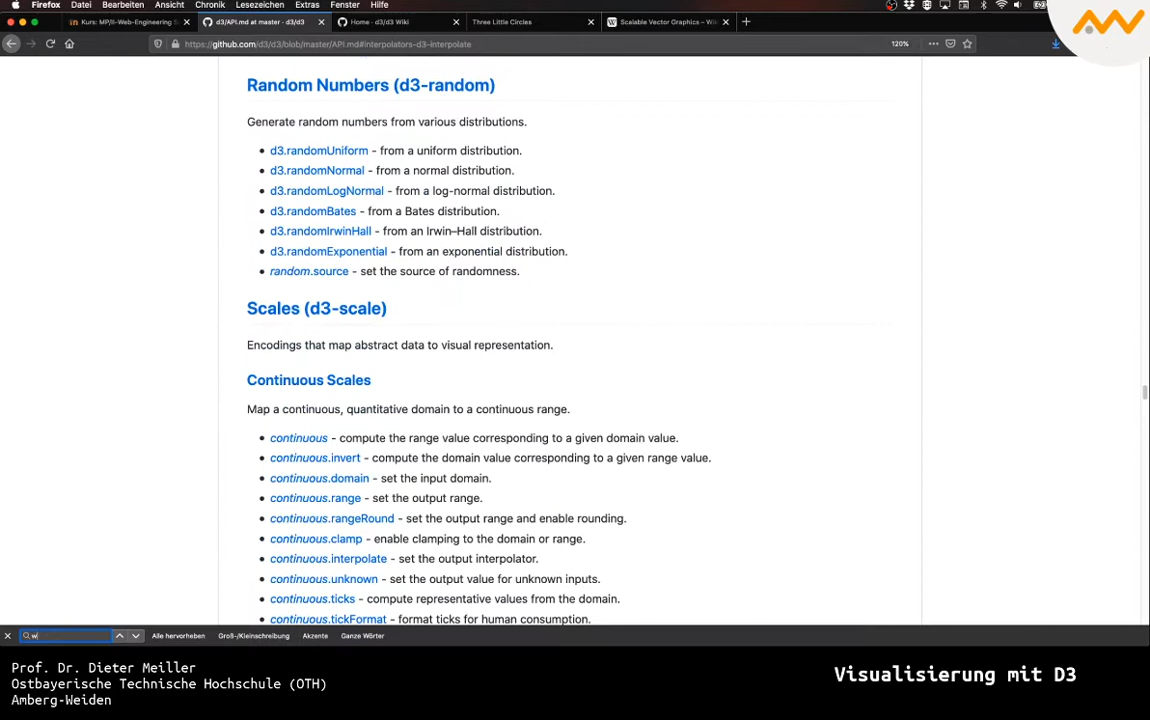 Firefox Datei Bearbeiten Ansicht Chronik Lesezeichen Extras Fenster Hilfe
Kurs: MP/II-Web-Engineering d3/API.md at master · d3/d3 Home · d3/d3 Wiki Three Little Circles Scalable Vector Graphics – Wi
https://github.com/d3/d3/blob/master/API.md#interpolators-d3-interpolate 120%
Random Numbers (d3-random)
Generate random numbers from various distributions.
d3.randomUniform - from a uniform distribution.
d3.randomNormal - from a normal distribution.
d3.randomLogNormal - from a log-normal distribution.
d3.randomBates - from a Bates distribution.
d3.randomIrwinHall - from an Irwin–Hall distribution.
d3.randomExponential - from an exponential distribution.
random.source - set the source of randomness.
Scales (d3-scale)
Encodings that map abstract data to visual representation.
Continuous Scales
Map a continuous, quantitative domain to a continuous range.
continuous - compute the range value corresponding to a given domain value.
continuous.invert - compute the domain value corresponding to a given range value.
continuous.domain - set the input domain.
continuous.range - set the output range.
continuous.rangeRound - set the output range and enable rounding.
continuous.clamp - enable clamping to the domain or range.
continuous.interpolate - set the output interpolator.
continuous.unknown - set the output value for unknown inputs.
continuous.ticks - compute representative values from the domain.
continuous.tickFormat - format ticks for human consumption.
w Alle hervorheben Groß-/Kleinschreibung Akzente Ganze Wörter
Prof. Dr. Dieter Meiller
Ostbayerische Technische Hochschule (OTH)
Amberg-Weiden
Visualisierung mit D3